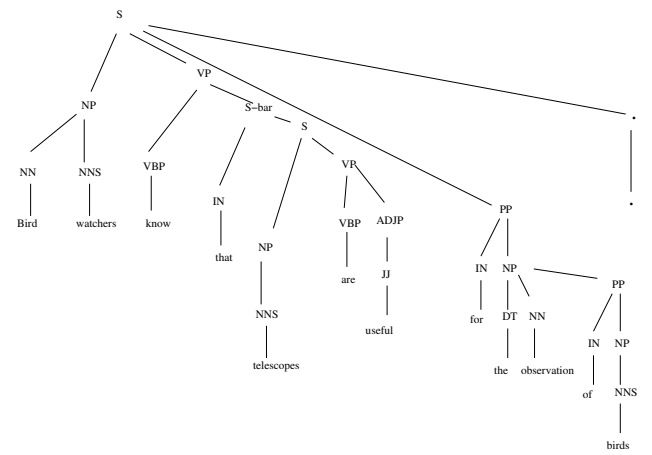 S
VP
NP
S-bar
.
S
VP
NN
NNS
VBP
IN
VBP
ADJP
.
PP
Bird
watchers
know
NP
that
are
JJ
IN
NP
PP
NNS
useful
for
DT
NN
telescopes
the
observation
IN
NP
of
NNS
birds